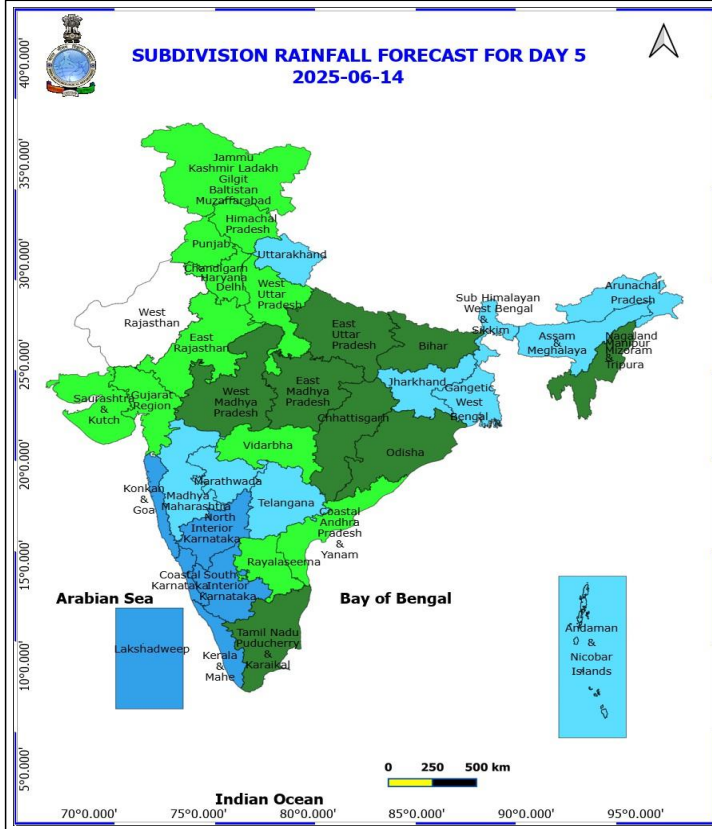 SUBDIVISION RAINFALL FORECAST FOR DAY 5
2025-06-14
40°0.000'
35°0.000'
30°0.000'
25°0.000'
20°0.000'
15°0.000'
10°0.000'
5°0.000'
Jammu
Kashmir Ladakh
Gilgit
Baltistan
Muzaffarabad
Himachal
Pradesh
Punjab
Uttarakhand
Chandigarh
Haryana
Delhi
West
Uttar
Pradesh
West
Rajasthan
East
Rajasthan
East
Uttar
Pradesh
Bihar
Sub Himalayan
West Bengal
&
Sikkim
Arunachal
Pradesh
Assam
&
Meghalaya
Nagaland
Manipur
Mizoram
&
Tripura
Saurashtra
&
Kutch
Gujarat
Region
West
Madhya
Pradesh
East
Madhya
Pradesh
Jharkhand
Gangetic
West
Bengal
Chhattisgarh
Odisha
Vidarbha
Konkan
&
Goa
Madhya
Maharashtra
Marathwada
Telangana
North
Interior
Karnataka
Coastal
Andhra
Pradesh
&
Yanam
Rayalaseema
Coastal
Karnataka
South
Interior
Karnataka
Arabian Sea
Bay of Bengal
Lakshadweep
Kerala
&
Mahe
Tamil Nadu
Puducherry
&
Karaikal
Andaman
&
Nicobar
Islands
0 250 500 km
Indian Ocean
70°0.000' 75°0.000' 80°0.000' 85°0.000' 90°0.000' 95°0.000'